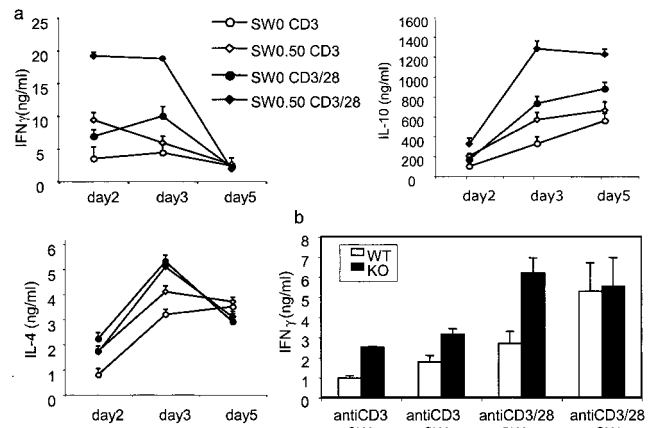 a
25
20
15
10
5
0
IFNγ(ng/ml)
day2 day3 day5
SW0 CD3
SW0.50 CD3
SW0 CD3/28
SW0.50 CD3/28
1600
1400
1200
1000
800
600
400
200
0
IL-10(ng/ml)
day2 day3 day5
6
5
4
3
2
1
0
IL-4 (ng/ml)
day2 day3 day5
b
8
7
6
5
4
3
2
1
0
IFNγ (ng/ml)
WT
KO
antiCD3 antiCD3 antiCD3/28 antiCD3/28